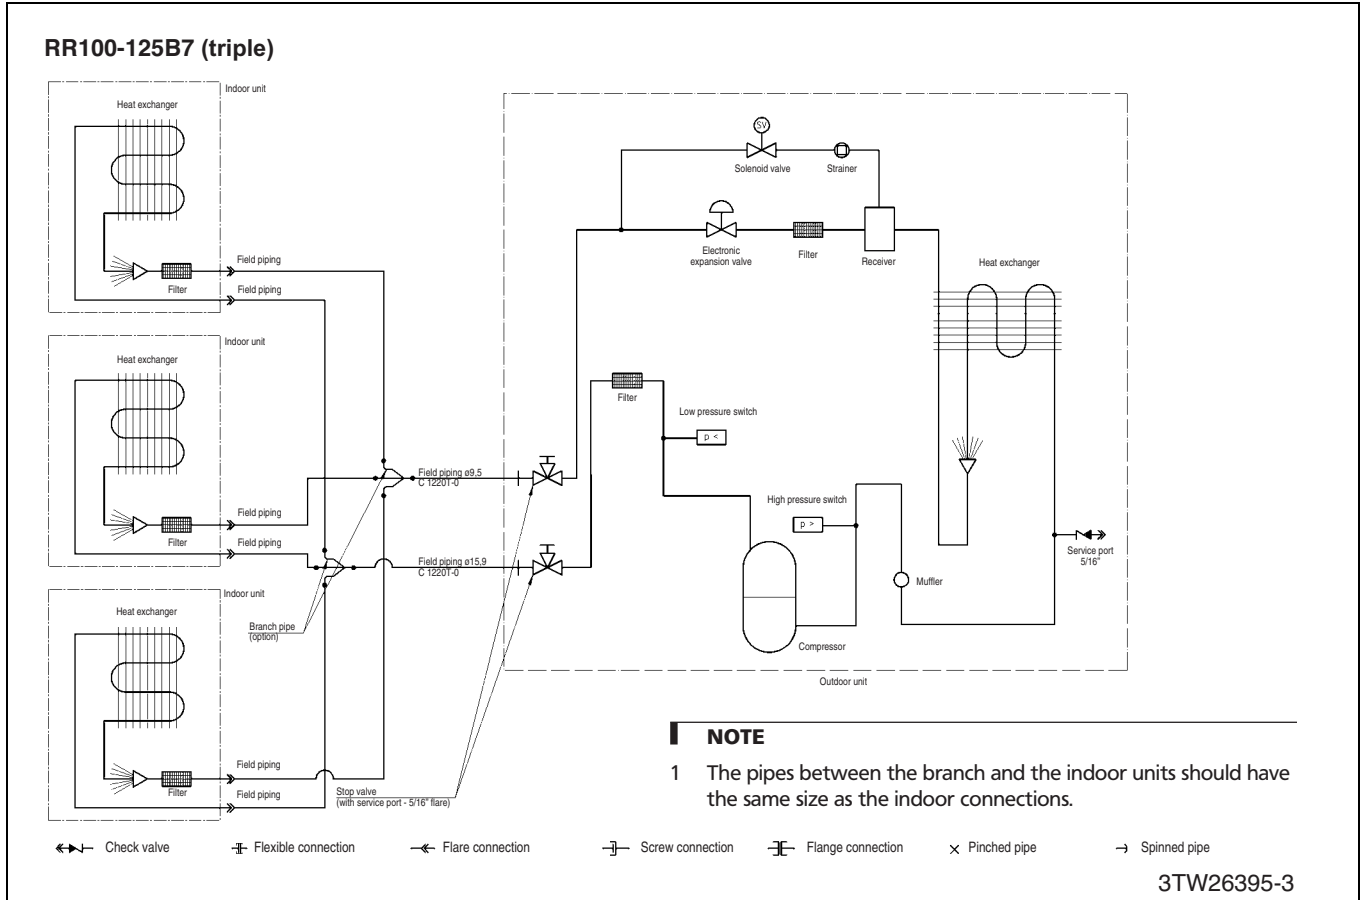 RR100-125B7 (triple)
Indoor unit
Heat exchanger
Field piping
Filter
Field piping
Indoor unit
Heat exchanger
Field piping
Filter
Field piping
Indoor unit
Heat exchanger
Field piping
Filter
Field piping
Branch pipe
(option)
Stop valve
(with service port - 5/16" flare)
Field piping ø9,5
C 1220T-0
Field piping ø15,9
C 1220T-0
SV
Solenoid valve
Strainer
Electronic
expansion valve
Filter
Receiver
Heat exchanger
Filter
Low pressure switch
p <
High pressure switch
p >
Service port
5/16"
Muffler
Compressor
Outdoor unit
NOTE
1 The pipes between the branch and the indoor units should have
the same size as the indoor connections.
Check valve
Flexible connection
Flare connection
Screw connection
Flange connection
Pinched pipe
Spinned pipe
3TW26395-3